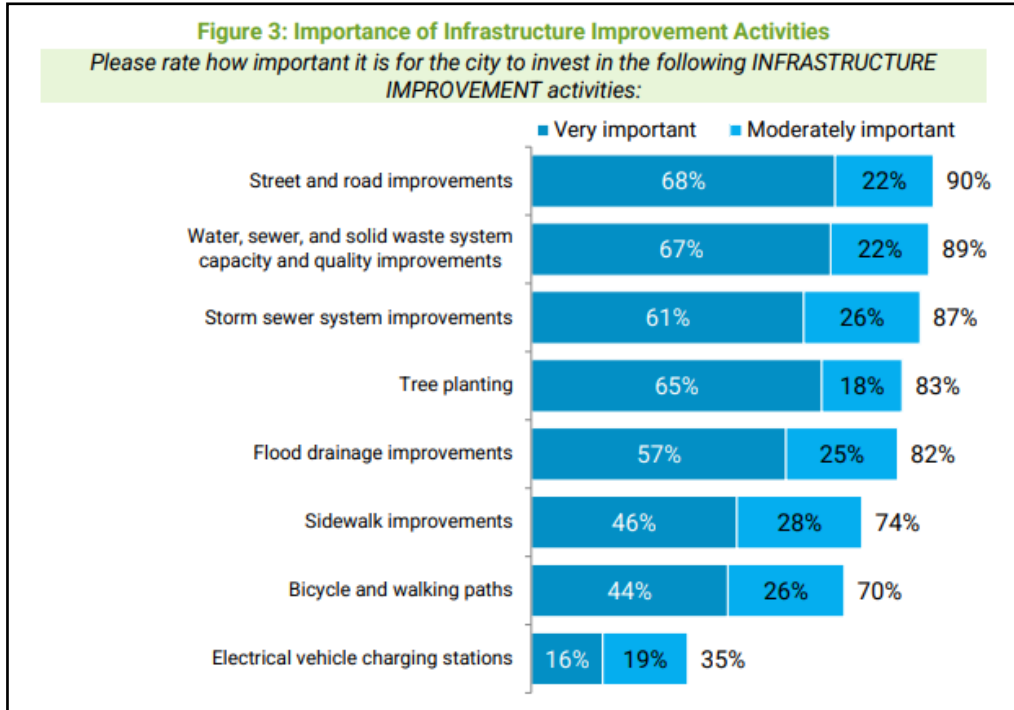 Figure 3: Importance of Infrastructure Improvement Activities
Please rate how important it is for the city to invest in the following INFRASTRUCTURE
IMPROVEMENT activities:
Very important Moderately important
Street and road improvements 68% 22% 90%
Water, sewer, and solid waste system
capacity and quality improvements 67% 22% 89%
Storm sewer system improvements 61% 26% 87%
Tree planting 65% 18% 83%
Flood drainage improvements 57% 25% 82%
Sidewalk improvements 46% 28% 74%
Bicycle and walking paths 44% 26% 70%
Electrical vehicle charging stations 16% 19% 35%